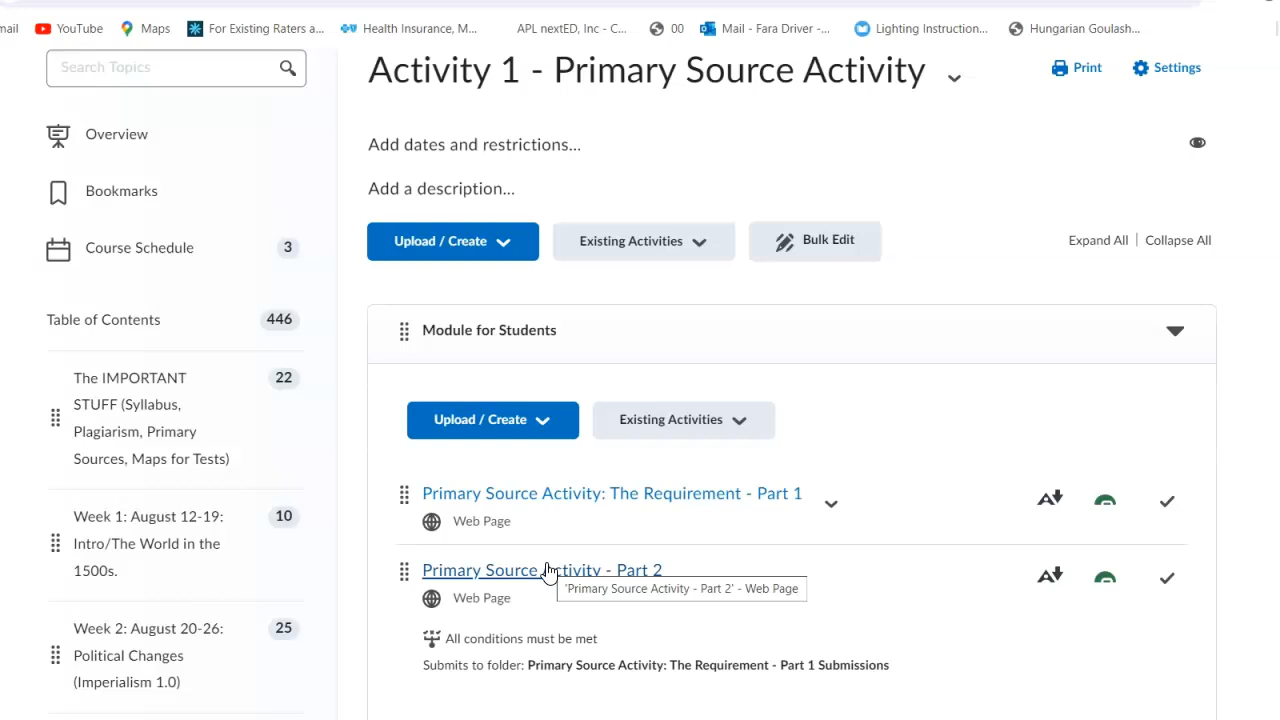 mail YouTube Maps For Existing Raters a... Health Insurance, M... APL nextED, Inc - C... 00 Mail - Fara Driver -... Lighting Instruction... Hungarian Goulash...
Search Topics
Activity 1 - Primary Source Activity
Print Settings
Overview
Add dates and restrictions...
Bookmarks
Add a description...
Course Schedule 3
Upload / Create Existing Activities Bulk Edit Expand All | Collapse All
Table of Contents 446
Module for Students
The IMPORTANT 22
STUFF (Syllabus,
Plagiarism, Primary
Sources, Maps for Tests)
Upload / Create Existing Activities
Primary Source Activity: The Requirement - Part 1
Web Page
Week 1: August 12-19: 10
Intro/The World in the
1500s.
Primary Source Activity - Part 2
'Primary Source Activity - Part 2' - Web Page
Web Page
Week 2: August 20-26: 25
Political Changes
(Imperialism 1.0)
All conditions must be met
Submits to folder: Primary Source Activity: The Requirement - Part 1 Submissions